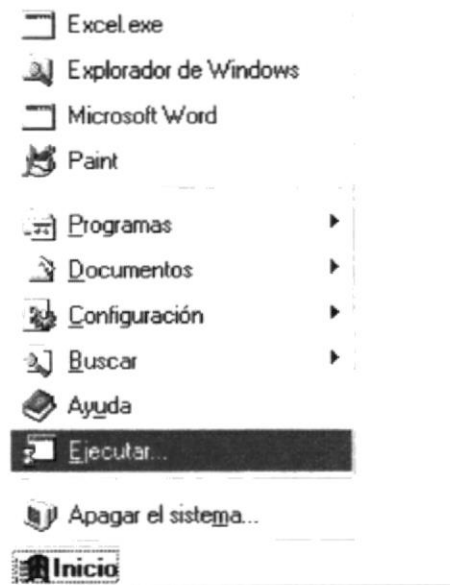 Excel.exe
Explorador de Windows
Microsoft Word
Paint
Programas
Documentos
Configuración
Buscar
Ayuda
Ejecutar...
Apagar el sistema...
Inicio